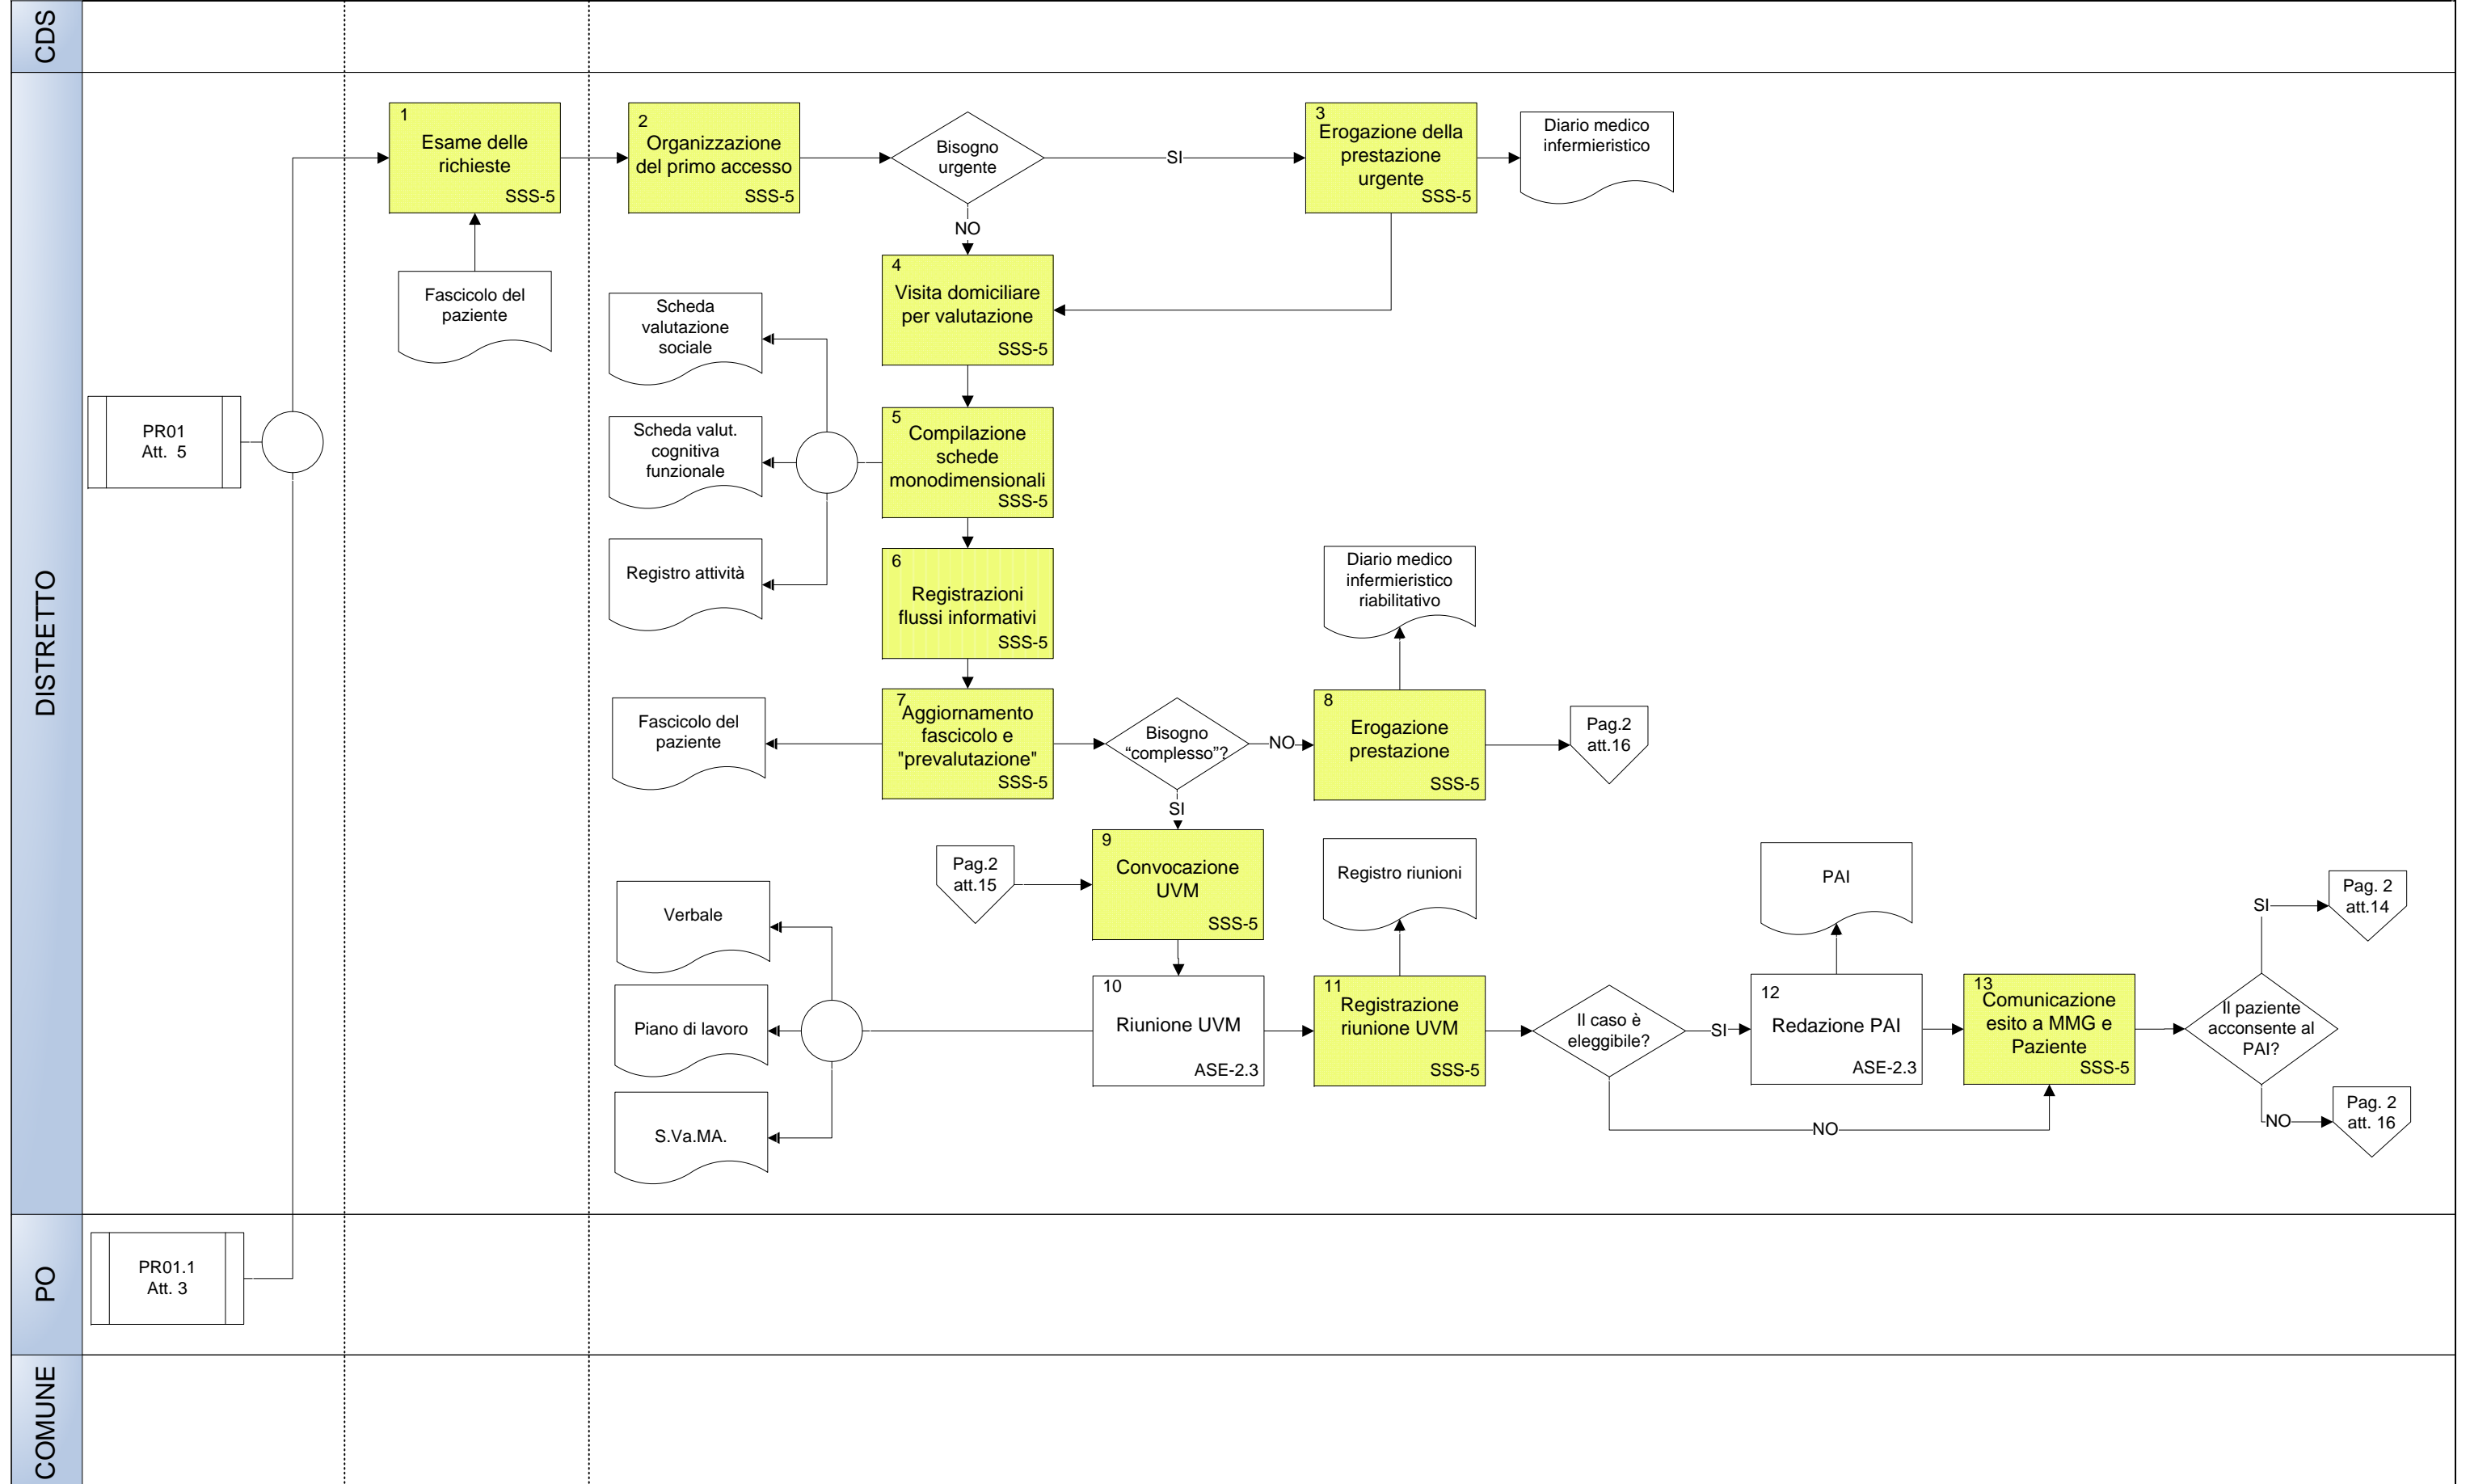 CDS
DISTRETTO
PO
COMUNE
PR01
Att. 5
PR01.1
Att. 3
1
Esame delle
richieste
SSS-5
Fascicolo del
paziente
2
Organizzazione
del primo accesso
SSS-5
Bisogno
urgente
SI
NO
3
Erogazione della
prestazione
urgente
SSS-5
Diario medico
infermieristico
4
Visita domiciliare
per valutazione
SSS-5
Scheda
valutazione
sociale
Scheda valut.
cognitiva
funzionale
Registro attività
5
Compilazione
schede
monodimensionali
SSS-5
6
Registrazioni
flussi informativi
SSS-5
7
Aggiornamento
fascicolo e
"prevalutazione"
SSS-5
Fascicolo del
paziente
Bisogno
“complesso”?
NO
SI
8
Erogazione
prestazione
SSS-5
Diario medico
infermieristico
riabilitativo
Pag.2
att.16
9
Convocazione
UVM
SSS-5
Pag.2
att.15
10
Riunione UVM
ASE-2.3
Verbale
Piano di lavoro
S.Va.MA.
11
Registrazione
riunione UVM
SSS-5
Registro riunioni
Il caso è
eleggibile?
SI
NO
12
Redazione PAI
ASE-2.3
PAI
13
Comunicazione
esito a MMG e
Paziente
SSS-5
Il paziente
acconsente al
PAI?
SI
Pag. 2
att.14
NO
Pag. 2
att. 16